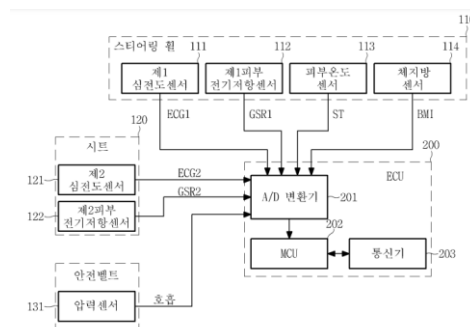 110
스티어링 휠
111
112
113
114
제1
심전도센서
제1피부
전기저항센서
피부온도
센서
체지방
센서
ECG1
GSR1
ST
BMI
120
시트
200
ECU
121
제2
심전도센서
ECG2
122
제2피부
전기저항센서
GSR2
A/D 변환기
201
202
MCU
통신기
203
안전벨트
131
압력센서
호흡